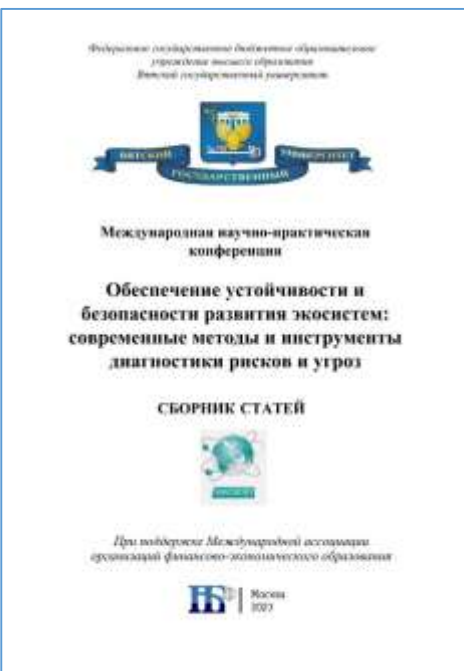 Федеральное государственное бюджетное образовательное
учреждение высшего образования
Вятский государственный университет
ВЯТСКИЙ
ГОСУДАРСТВЕННЫЙ
УНИВЕРСИТЕТ
Международная научно-практическая
конференция
Обеспечение устойчивости и
безопасности развития экосистем:
современные методы и инструменты
диагностики рисков и угроз
СБОРНИК СТАТЕЙ
При поддержке Международной ассоциации
организаций финансово-экономического образования
НБ
Москва
2023